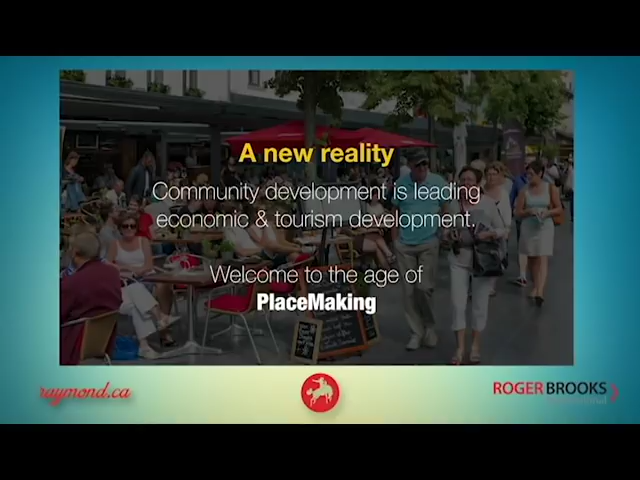 A new reality
Community development is leading
economic & tourism development.
Welcome to the age of
PlaceMaking
raymond.ca
ROGER BROOKS